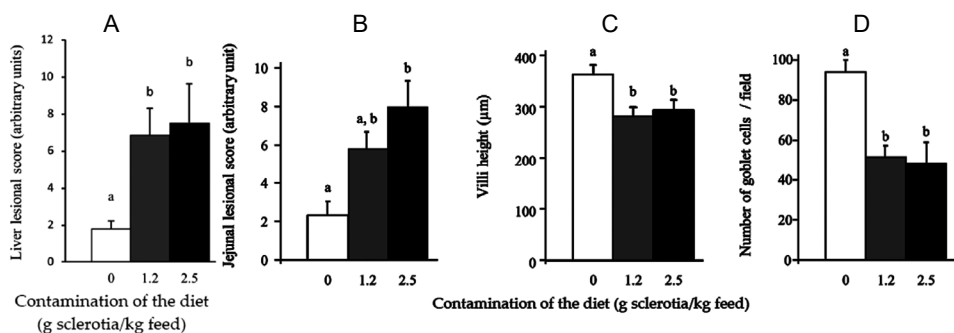 A
B
C
D
Liver lesional score (arbitrary units)
12
10
8
6
4
2
0
a
b
b
0 1.2 2.5
Contamination of the diet
(g sclerotia/kg feed)
Jejunal lesional score (arbitrary unit)
10
8
6
4
2
0
a
a, b
b
0 1.2 2.5
Villi height (μm)
400
300
200
100
0
a
b
b
0 1.2 2.5
Number of goblet cells / field
100
80
60
40
20
0
a
b
b
0 1.2 2.5
Contamination of the diet (g sclerotia/kg feed)